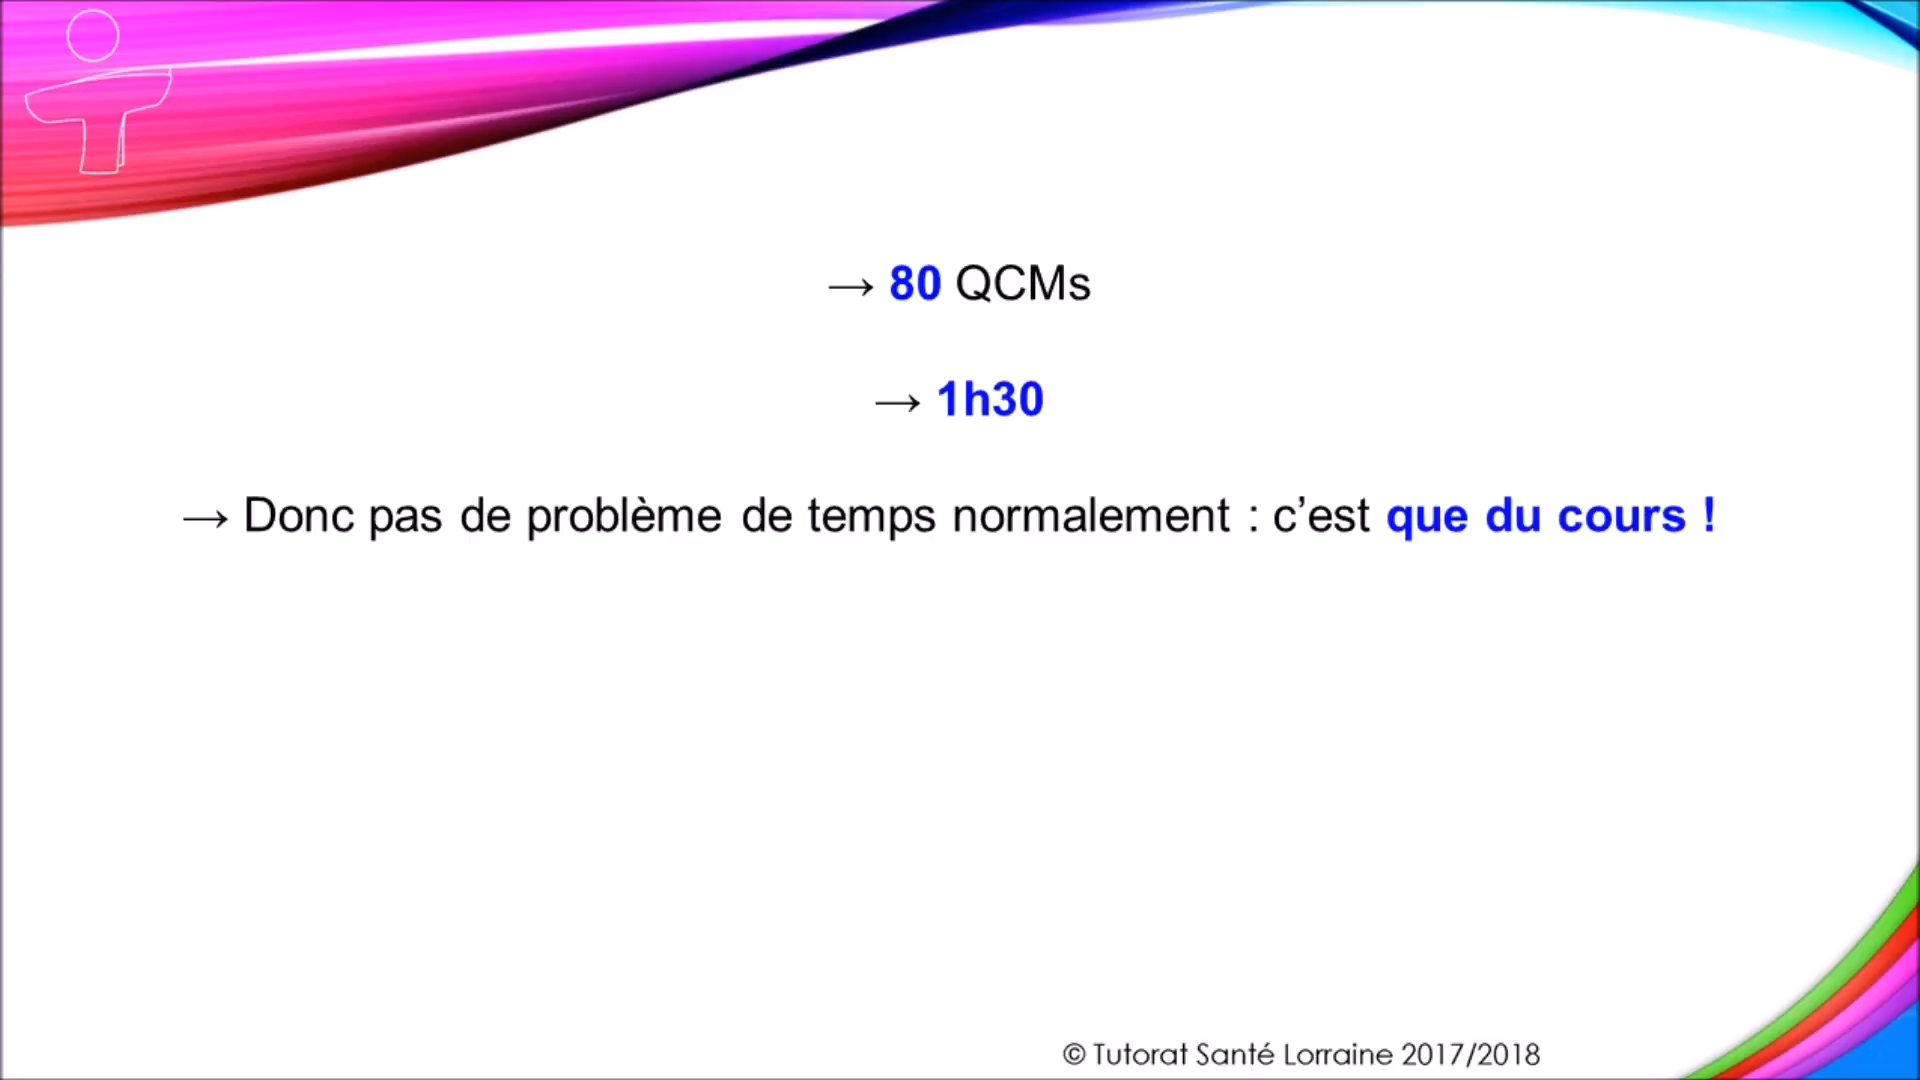 → 80 QCMs
→ 1h30
→ Donc pas de problème de temps normalement : c’est que du cours !
© Tutorat Santé Lorraine 2017/2018